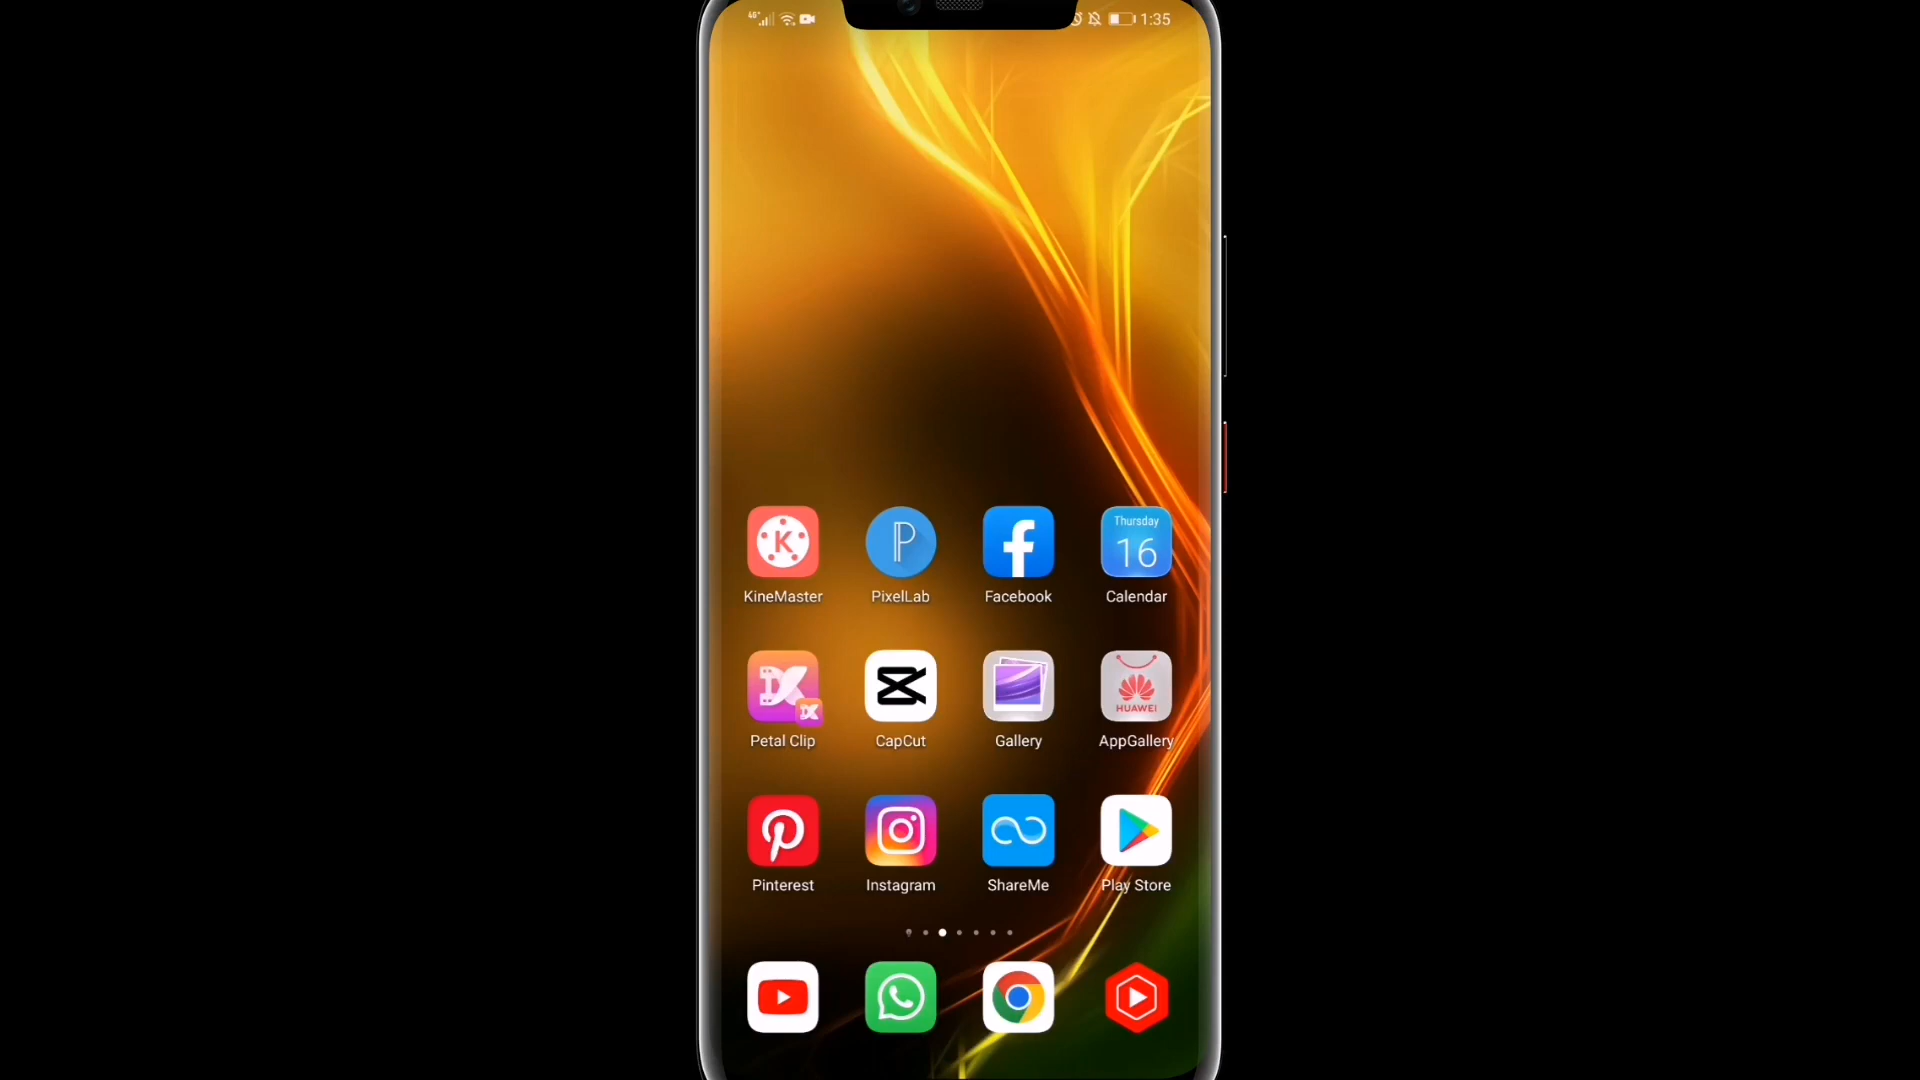 4G+ 1:35
K P Thursday
16
KineMaster PixelLab Facebook Calendar
HUAWEI
Petal Clip CapCut Gallery AppGallery
Pinterest Instagram ShareMe Play Store